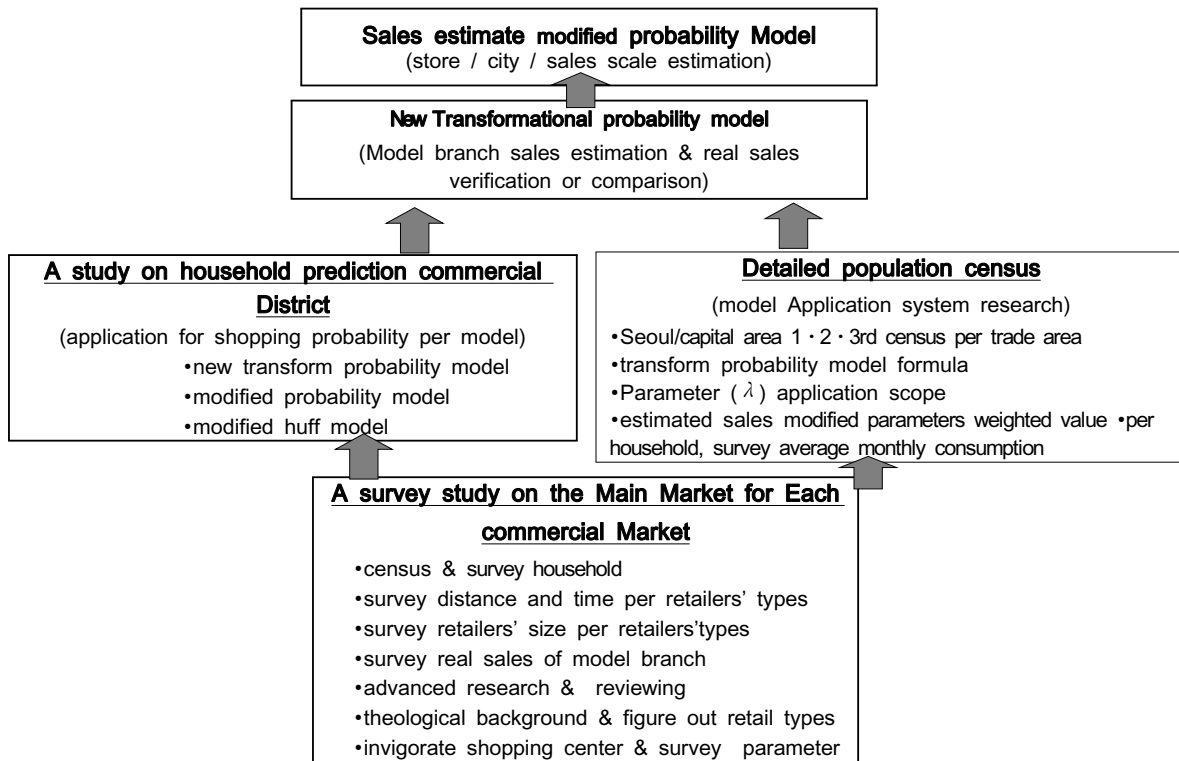 Sales estimate modified probability Model
(store / city / sales scale estimation)
New Transformational probability model
(Model branch sales estimation & real sales
verification or comparison)
A study on household prediction commercial
District
(application for shopping probability per model)
•new transform probability model
•modified probability model
•modified huff model
Detailed population census
(model Application system research)
•Seoul/capital area 1・2・3rd census per trade area
•transform probability model formula
•Parameter (λ) application scope
•estimated sales modified parameters weighted value •per
household, survey average monthly consumption
A survey study on the Main Market for Each
commercial Market
•census & survey household
•survey distance and time per retailers' types
•survey retailers' size per retailers'types
•survey real sales of model branch
•advanced research & reviewing
•theological background & figure out retail types
•invigorate shopping center & survey parameter